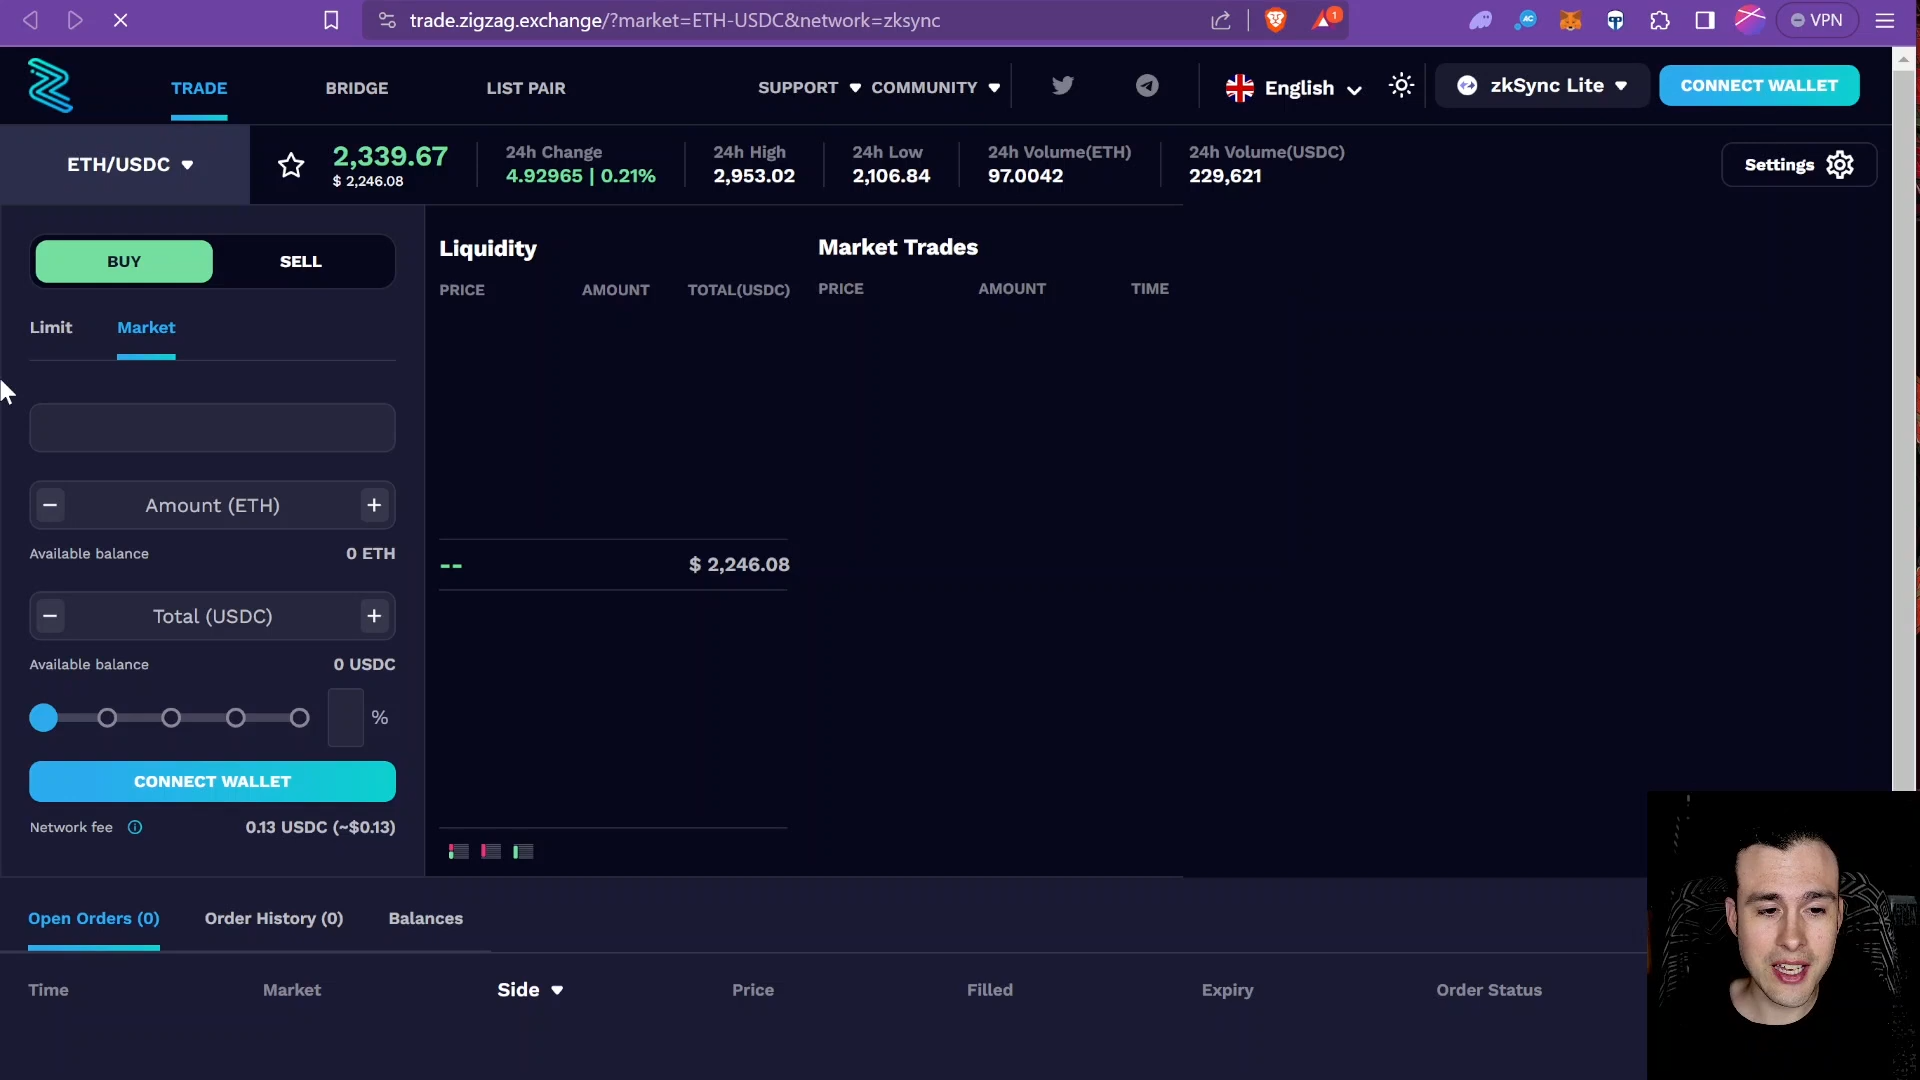 trade.zigzag.exchange/?market=ETH-USDC&network=zksync
1
AC
VPN
TRADE
BRIDGE
LIST PAIR
SUPPORT
COMMUNITY
English
zkSync Lite
CONNECT WALLET
ETH/USDC
2,339.67
$ 2,246.08
24h Change
4.92965 | 0.21%
24h High
2,953.02
24h Low
2,106.84
24h Volume(ETH)
97.0042
24h Volume(USDC)
229,621
Settings
BUY
SELL
Limit
Market
Amount (ETH)
Available balance
0 ETH
Total (USDC)
Available balance
0 USDC
%
CONNECT WALLET
Network fee
0.13 USDC (~$0.13)
Liquidity
PRICE
AMOUNT
TOTAL(USDC)
--
$ 2,246.08
Market Trades
PRICE
AMOUNT
TIME
Open Orders (0)
Order History (0)
Balances
Time
Market
Side
Price
Filled
Expiry
Order Status